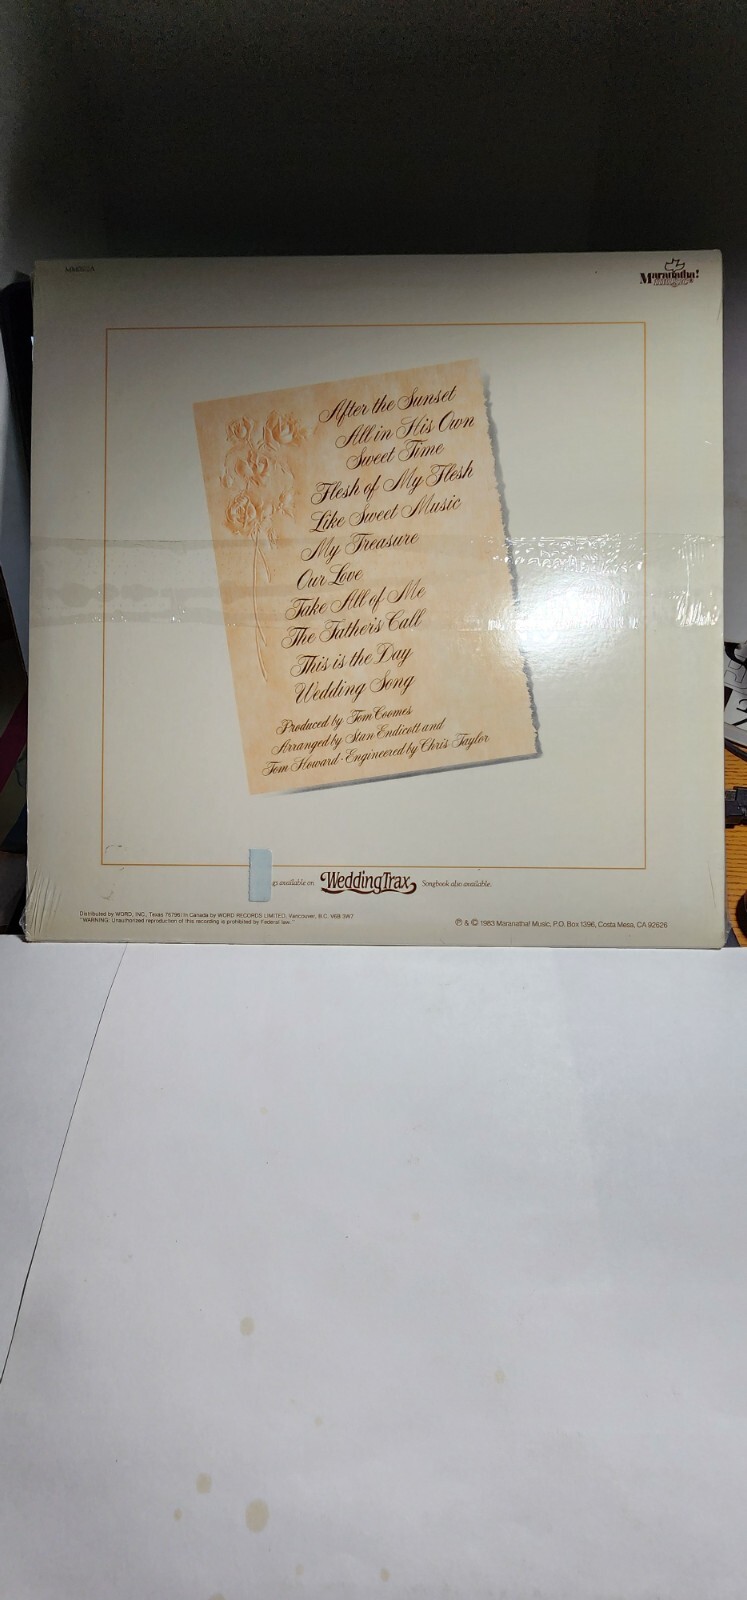 Maranatha!
Music®
After the Sunset
All in His Own
Sweet Time
Flesh of My Flesh
Like Sweet Music
My Treasure
Our Love
Take All of Me
The Father's Call
This is the Day
Wedding Song
Produced by Tom Coomes
Arranged by Stan Endicott and
Tom Howard · Engineered by Chris Taylor
available on WeddingTrax Songbook also available.
Distributed by WORD, INC., Texas 76796/In Canada by WORD RECORDS LIMITED, Vancouver, B.C. V6B 3W7
"WARNING: Unauthorized reproduction of this recording is prohibited by Federal law."
℗ & © 1983 Maranatha! Music, P.O. Box 1396, Costa Mesa, CA 92626